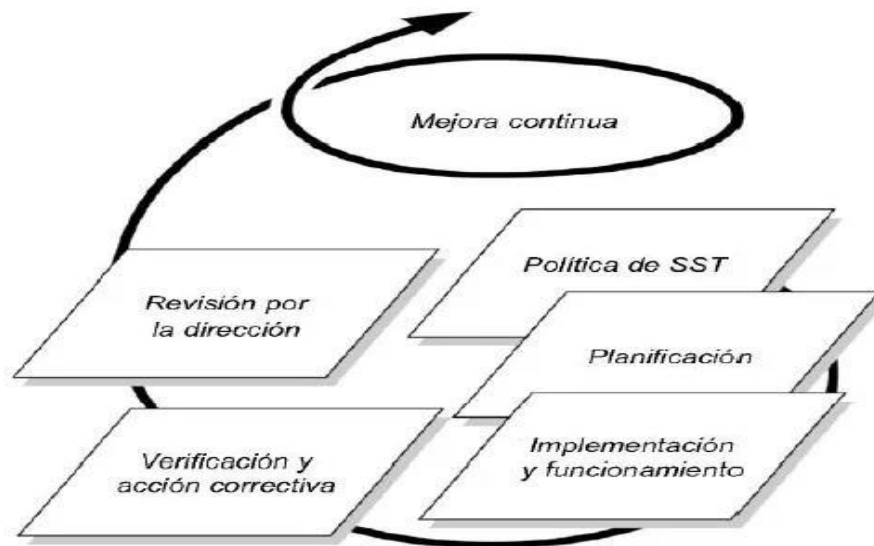 Mejora continua
Política de SST
Revisión por
la dirección
Planificación
Verificación y
acción correctiva
Implementación
y funcionamiento